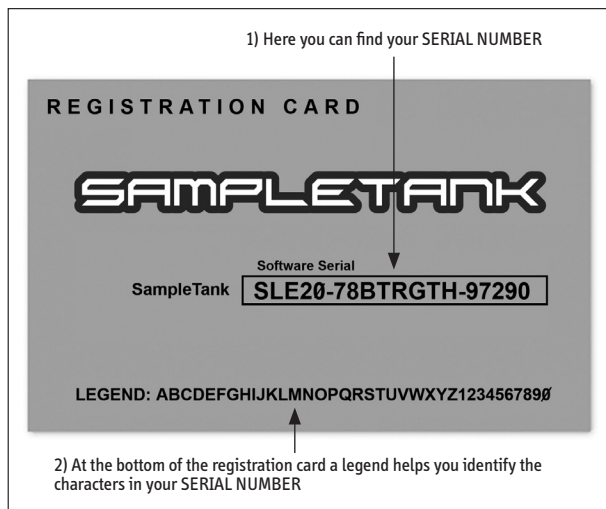 1) Here you can find your SERIAL NUMBER
REGISTRATION CARD
SAMPLETANK
Software Serial
SampleTank SLE2Ø-78BTRGTH-97290
LEGEND: ABCDEFGHIJKLMNOPQRSTUVWXYZ123456789Ø
2) At the bottom of the registration card a legend helps you identify the
characters in your SERIAL NUMBER